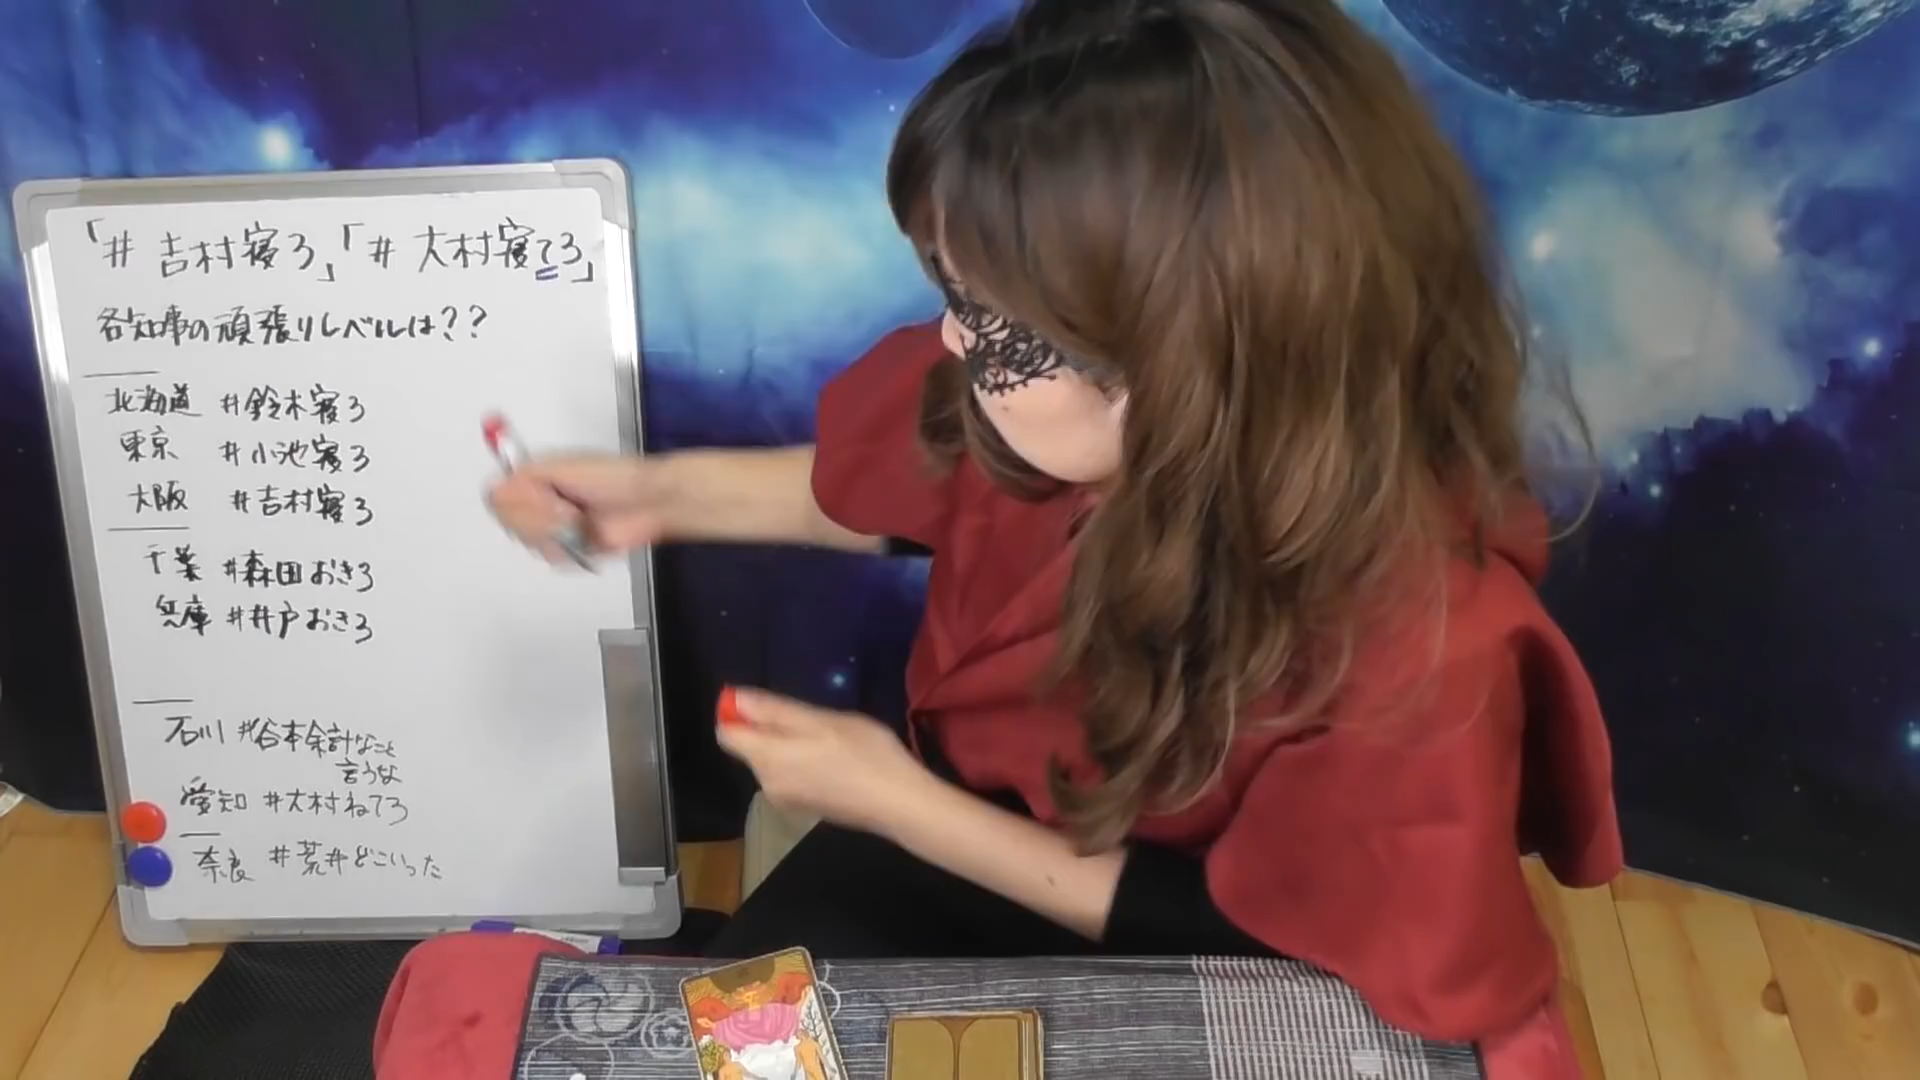 「#吉村寝ろ」「#大村寝てろ」
各知事の頑張りレベルは??
北海道 #鈴木寝ろ
東京 #小池寝ろ
大阪 #吉村寝ろ
千葉 #森田おきろ
兵庫 #井戸おきろ
石川 #谷本余計なこと
言うな
愛知 #大村ねてろ
奈良 #荒井どこいった